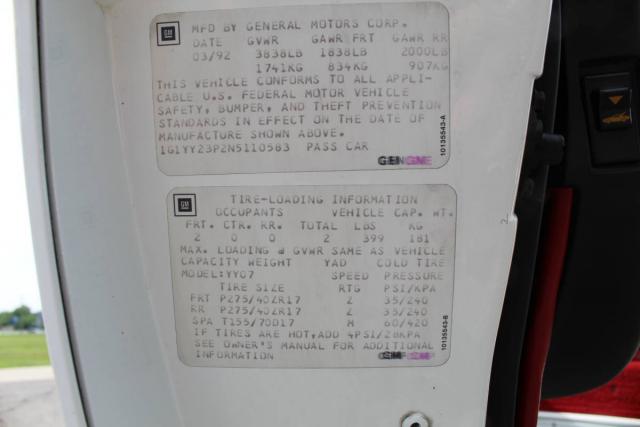 GM
MFD BY GENERAL MOTORS CORP.
DATE GVWR GAWR FRT GAWR RR
03/92 3838LB 1838LB 2000LB
1741KG 834KG 907KG
THIS VEHICLE CONFORMS TO ALL APPLI-
CABLE U.S. FEDERAL MOTOR VEHICLE
SAFETY, BUMPER, AND THEFT PREVENTION
STANDARDS IN EFFECT ON THE DATE OF
MANUFACTURE SHOWN ABOVE.
1G1YY23P2N5110583 PASS CAR
10135543-A
GM
TIRE-LOADING INFORMATION
OCCUPANTS VEHICLE CAP. WT.
FRT. CTR. RR. TOTAL LBS KG
2 0 0 2 399 181
MAX. LOADING @ GVWR SAME AS VEHICLE
CAPACITY WEIGHT YAD COLD TIRE
MODEL:YY07 SPEED PRESSURE
TIRE SIZE RTG PSI/KPA
FRT P275/40ZR17 Z 35/240
RR P275/40ZR17 Z 35/240
SPA T155/70D17 M 60/420
IF TIRES ARE HOT,ADD 4PSI/28KPA
SEE OWNER'S MANUAL FOR ADDITIONAL
INFORMATION
10135543-B